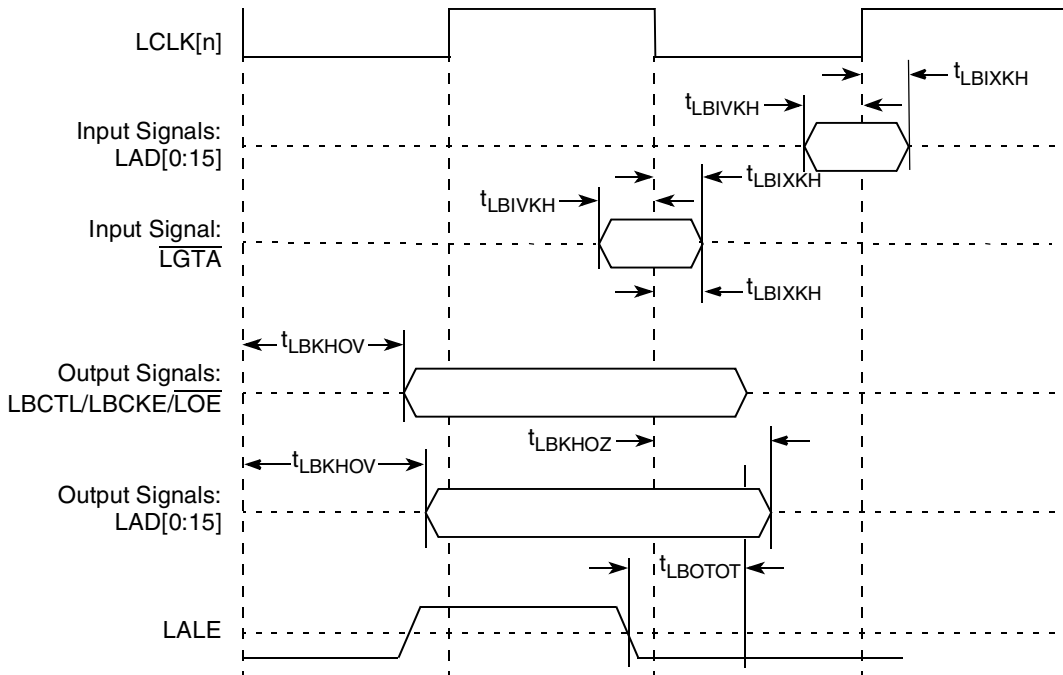 LCLK[n]
tLBIXKH
tLBIVKH
Input Signals:
LAD[0:15]
tLBIXKH
tLBIVKH
Input Signal:
LGTA
tLBIXKH
tLBKHOV
Output Signals:
LBCTL/LBCKE/LOE
tLBKHOZ
tLBKHOV
Output Signals:
LAD[0:15]
tLBOTOT
LALE